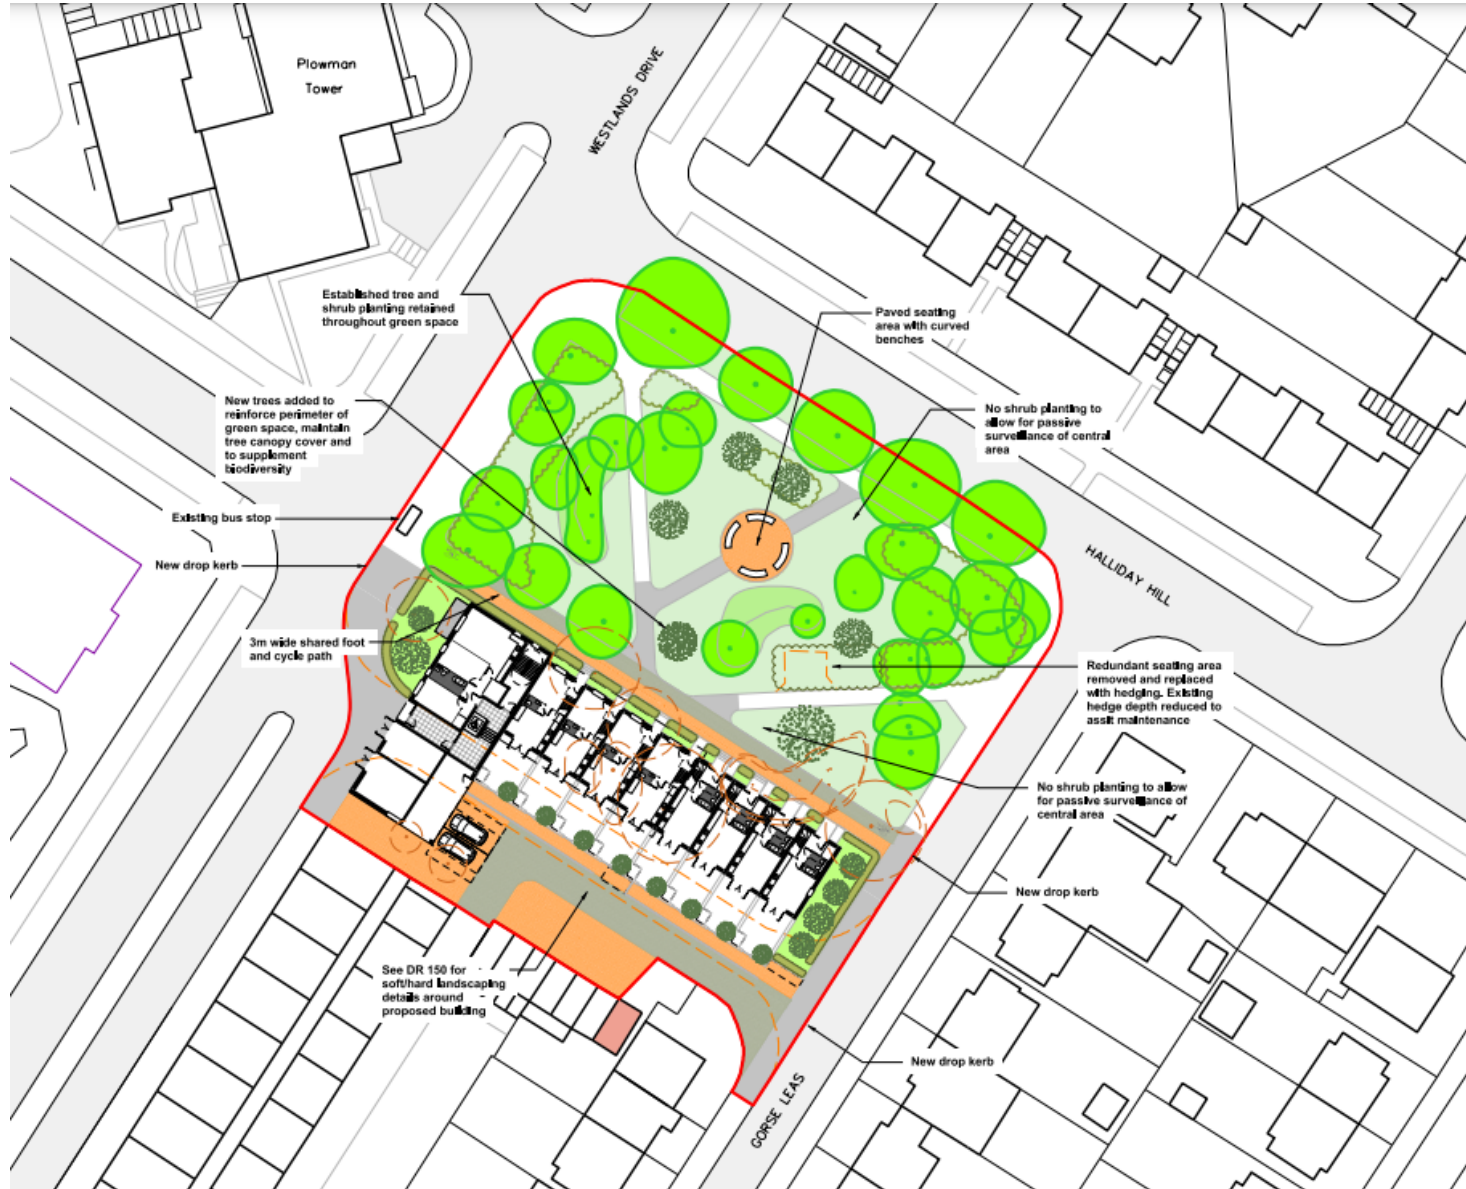 Plowman
Tower
WESTLANDS DRIVE
Established tree and
shrub planting retained
throughout green space
Paved seating
area with curved
benches
New trees added to
reinforce perimeter of
green space, maintain
tree canopy cover and
to supplement
biodiversity
No shrub planting to
allow for passive
surveillance of central
area
Existing bus stop
New drop kerb
HALLIDAY HILL
3m wide shared foot
and cycle path
Redundant seating area
removed and replaced
with hedging. Existing
hedge depth reduced to
assit maintenance
No shrub planting to allow
for passive surveillance of
central area
New drop kerb
See DR 150 for
soft/hard landscaping
details around
proposed building
New drop kerb
GORSE LEAS